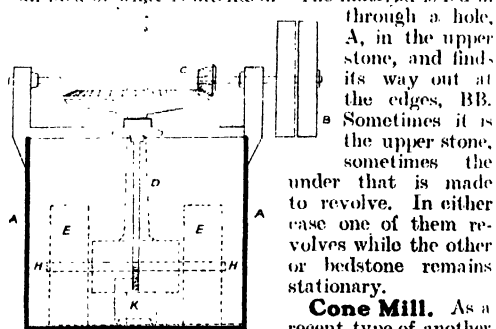 through a hole,
A, in the upper
stone, and finds
its way out at
the edges, BB.
Sometimes it is
the upper stone,
sometimes the
under that is made
to revolve. In either
case one of them re-
volves while the other
or bedstone remains
stationary.
Cone Mill. As a
recent type of another
C
B
D
A
A
E
E
H
H
K